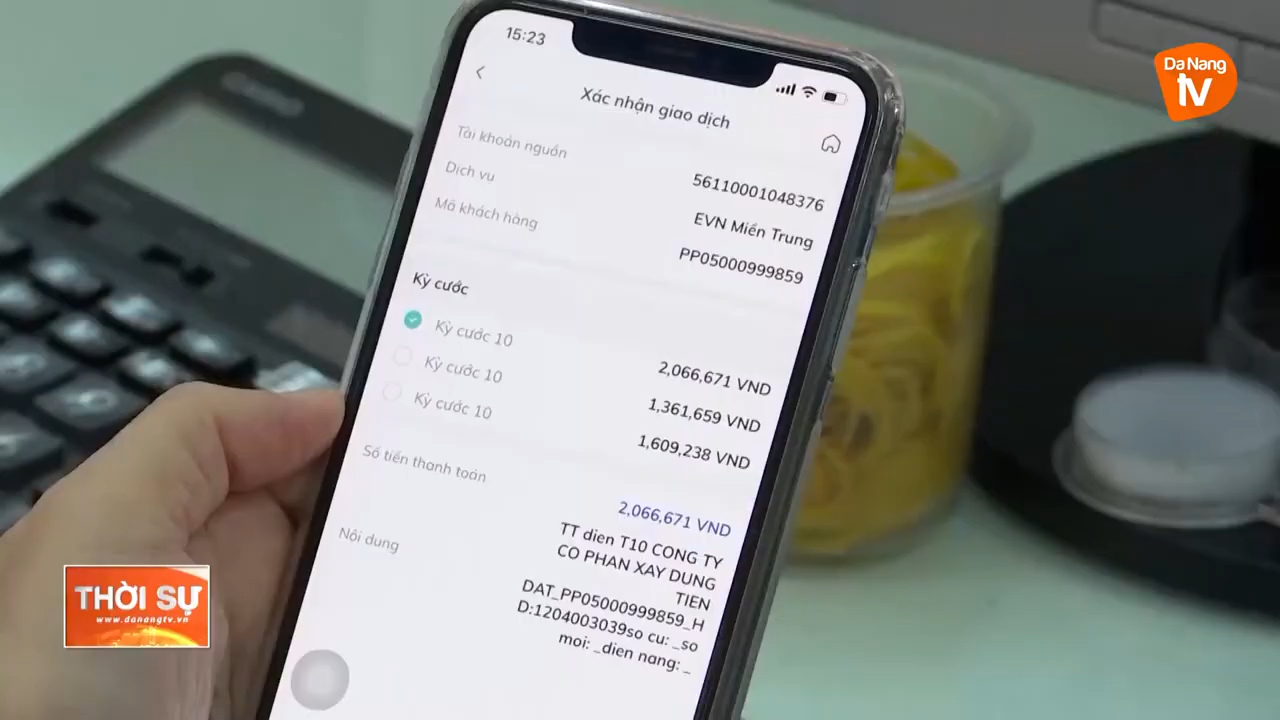 Da Nang
tv
15:23
Xác nhận giao dịch
Tài khoản nguồn
56110001048376
Dịch vụ
EVN Miền Trung
Mã khách hàng
PP05000999859
Kỳ cước
Kỳ cước 10
2,066,671 VND
Kỳ cước 10
1,361,659 VND
Kỳ cước 10
1,609,238 VND
Số tiền thanh toán
2,066,671 VND
Nội dung
TT dien T10 CONG TY
CO PHAN XAY DUNG
TIEN
DAT_PP05000999859_H
D:1204003039so cu: _so
moi: _dien nang: _
THỜI SỰ
www.danangtv.vn